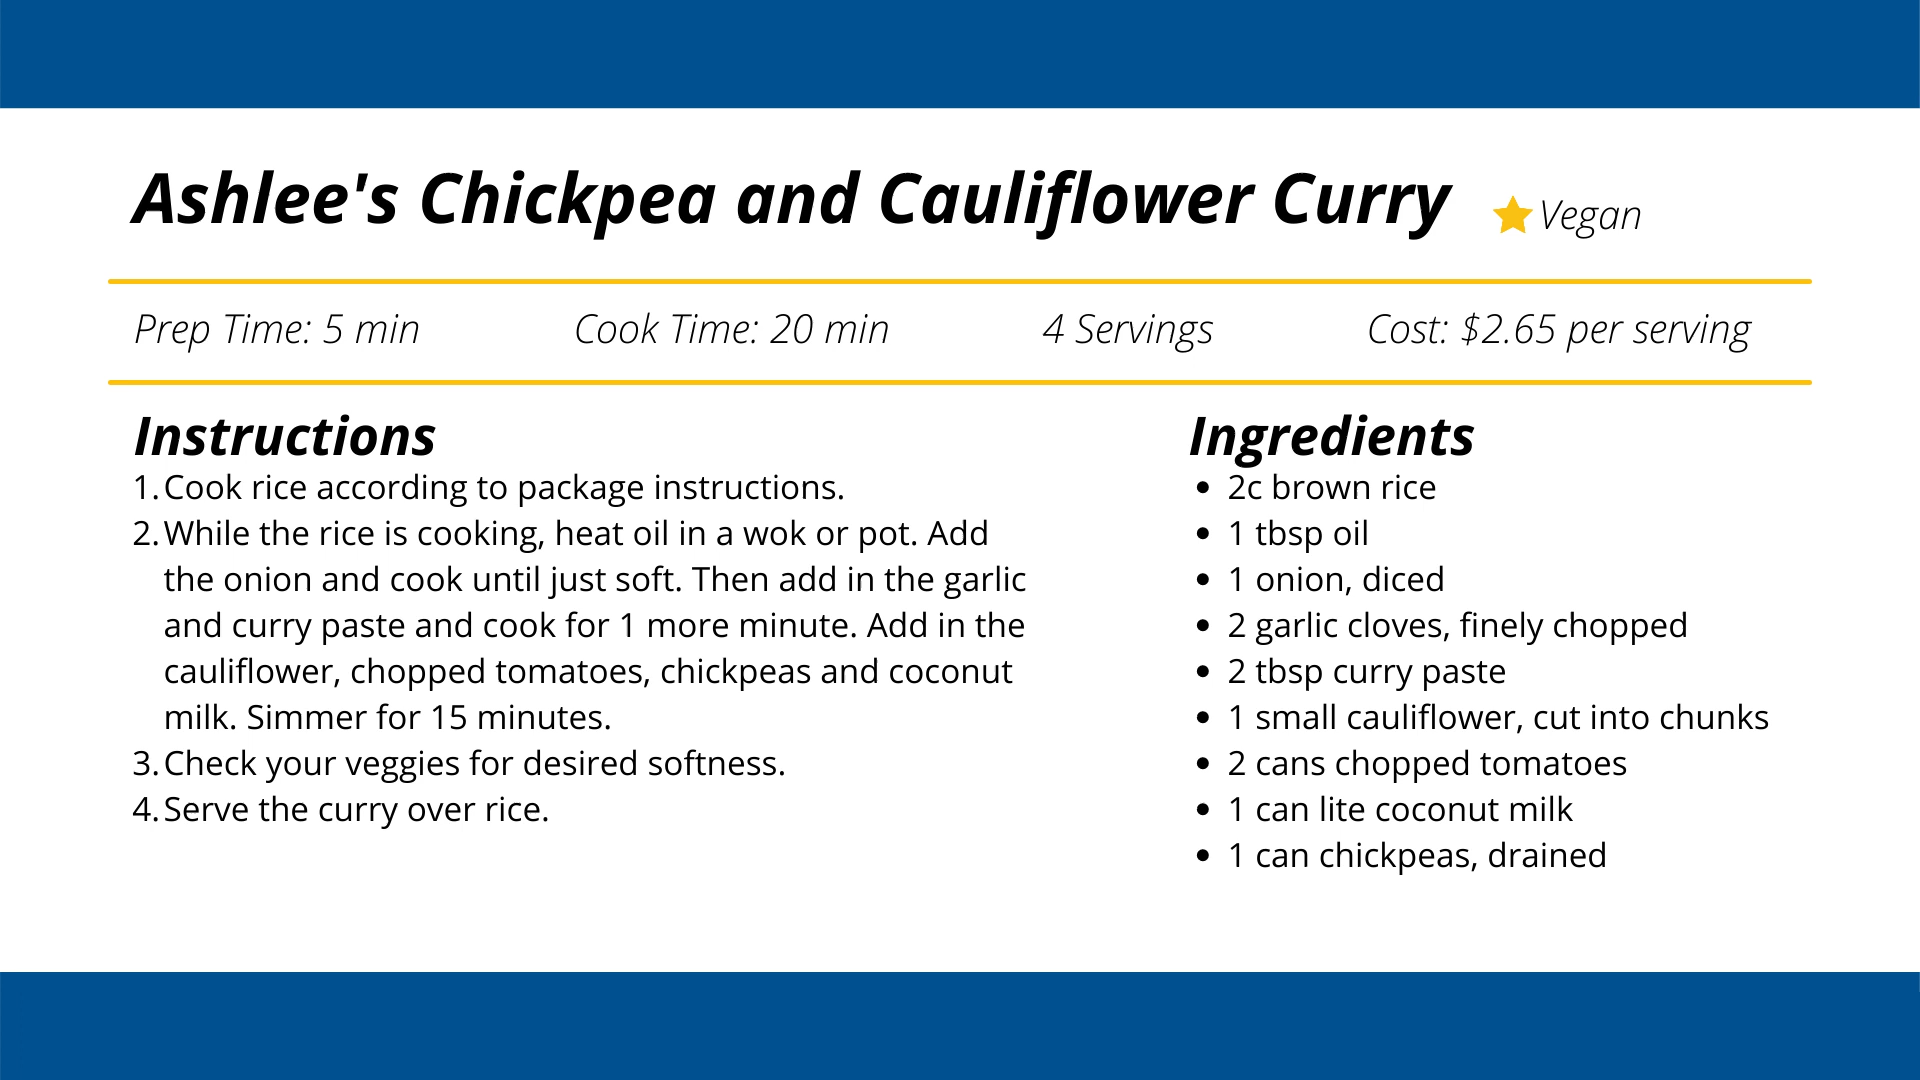 Ashlee's Chickpea and Cauliflower Curry
Vegan
Prep Time: 5 min
Cook Time: 20 min
4 Servings
Cost: $2.65 per serving
Instructions
1. Cook rice according to package instructions.
2. While the rice is cooking, heat oil in a wok or pot. Add
the onion and cook until just soft. Then add in the garlic
and curry paste and cook for 1 more minute. Add in the
cauliflower, chopped tomatoes, chickpeas and coconut
milk. Simmer for 15 minutes.
3. Check your veggies for desired softness.
4. Serve the curry over rice.
Ingredients
• 2c brown rice
• 1 tbsp oil
• 1 onion, diced
• 2 garlic cloves, finely chopped
• 2 tbsp curry paste
• 1 small cauliflower, cut into chunks
• 2 cans chopped tomatoes
• 1 can lite coconut milk
• 1 can chickpeas, drained